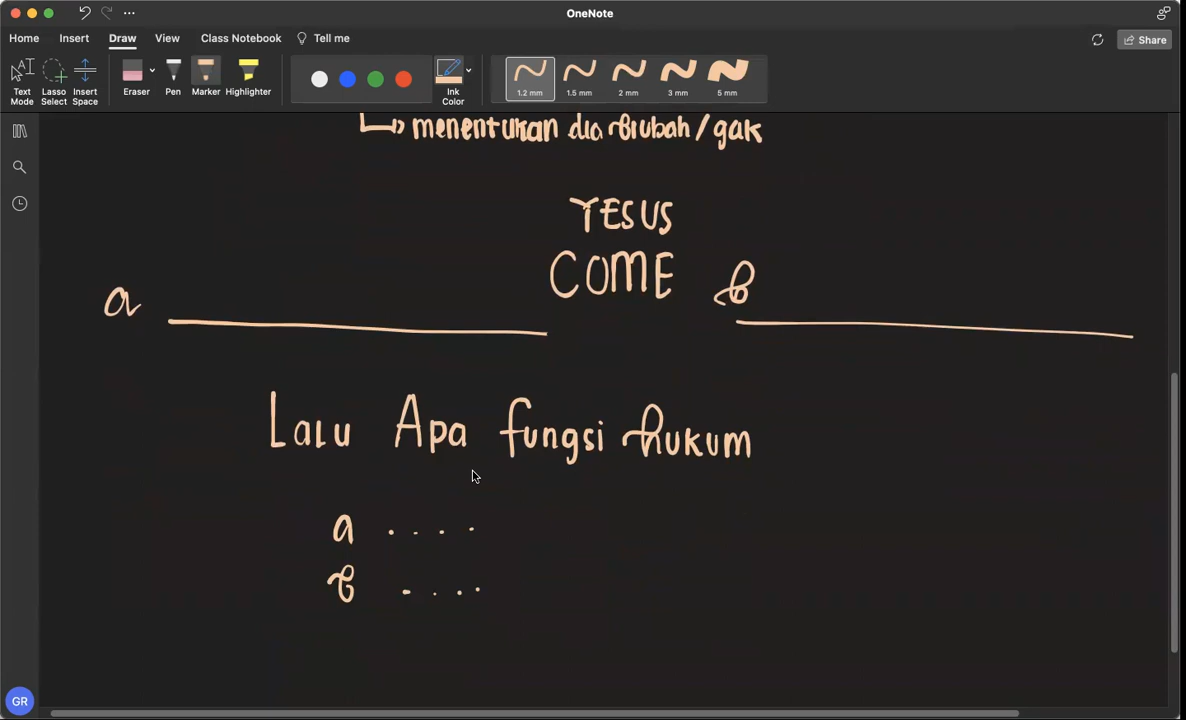 OneNote
Home Insert Draw View Class Notebook Tell me
Share
Text Mode
Lasso Select
Insert Space
Eraser
Pen
Marker
Highlighter
Ink Color
1.2 mm
1.5 mm
2 mm
3 mm
5 mm
menentukan dia berubah / gak
YESUS
COME
a
b
Lalu Apa fungsi hukum
a ....
b ....
GR